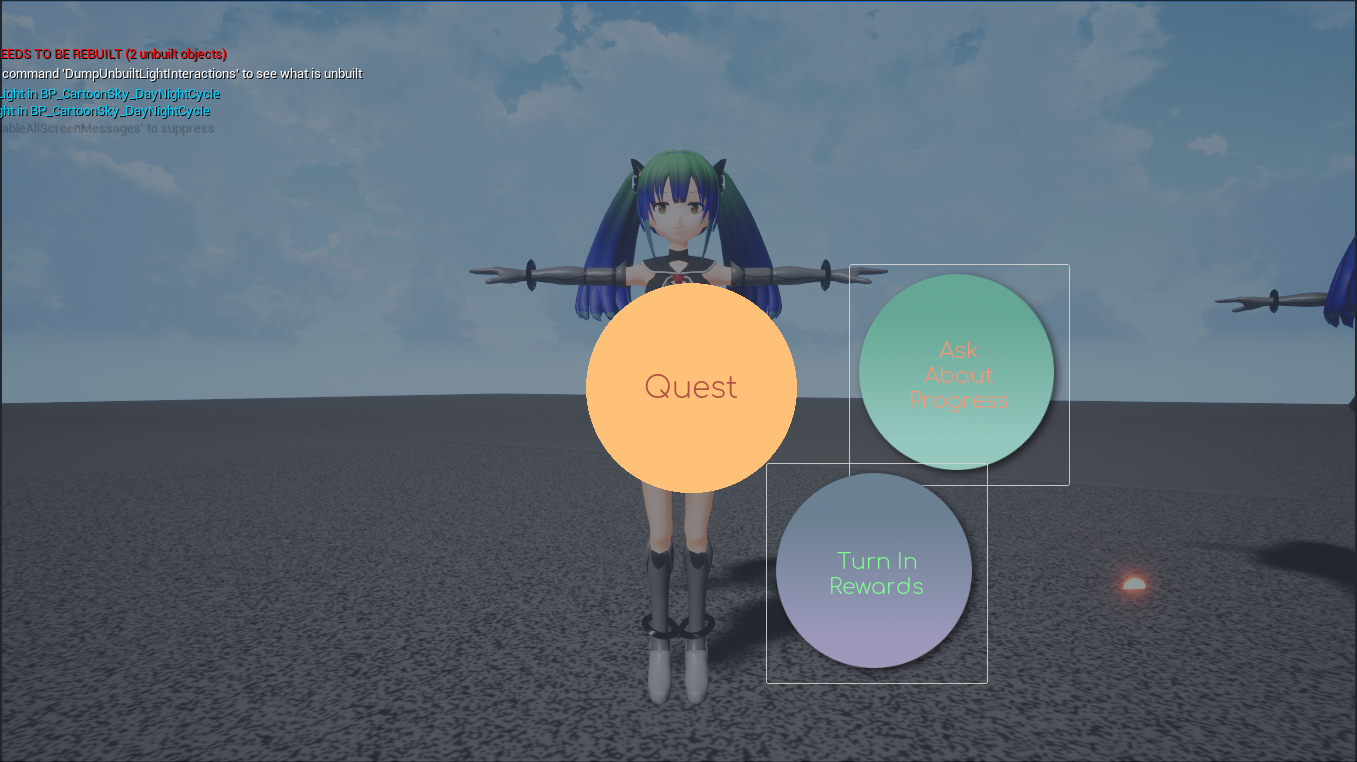 EEDS TO BE REBUILT (2 unbuilt objects)
command 'DumpUnbuiltLightInteractions' to see what is unbuilt
Light in BP_CartoonSky_DayNightCycle
ght in BP_CartoonSky_DayNightCycle
ableAllScreenMessages' to suppress
Quest
Ask
About
Progress
Turn In
Rewards